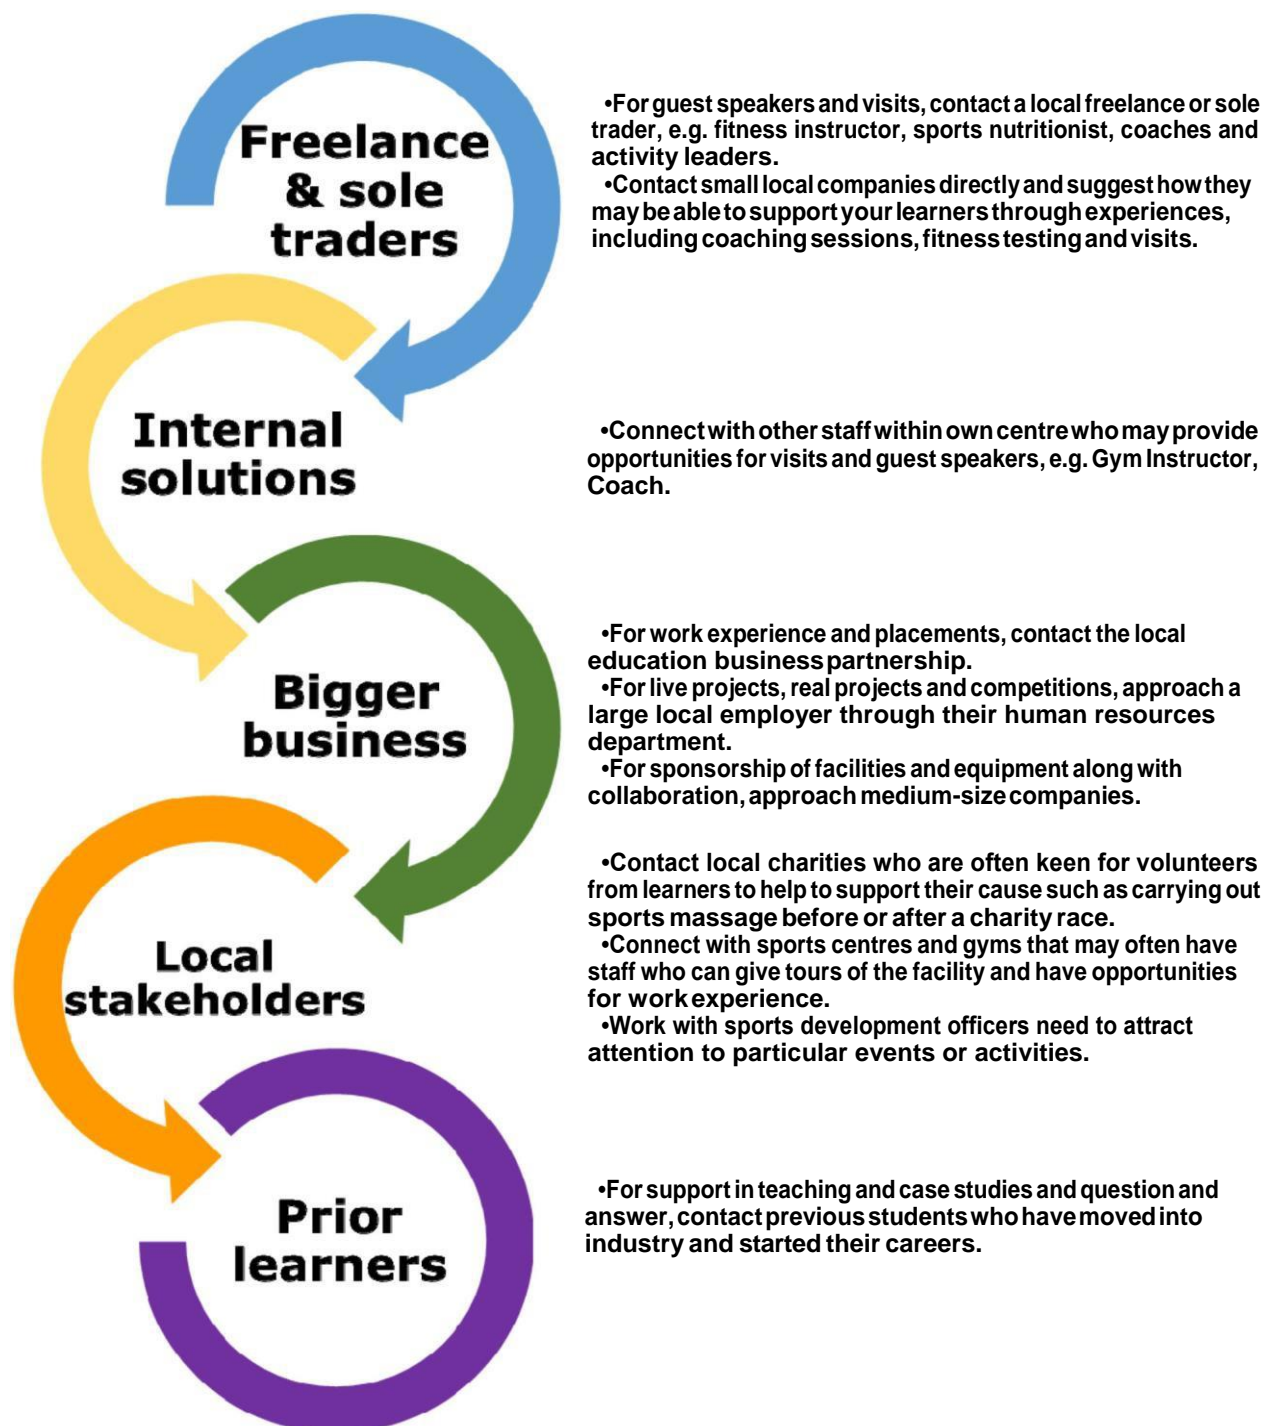 Freelance
& sole
traders
•For guest speakers and visits, contact a local freelance or sole
trader, e.g. fitness instructor, sports nutritionist, coaches and
activity leaders.
•Contact small local companies directly and suggest how they
may be able to support your learners through experiences,
including coaching sessions, fitness testing and visits.
Internal
solutions
•Connect with other staff within own centre who may provide
opportunities for visits and guest speakers, e.g. Gym Instructor,
Coach.
Bigger
business
•For work experience and placements, contact the local
education business partnership.
•For live projects, real projects and competitions, approach a
large local employer through their human resources
department.
•For sponsorship of facilities and equipment along with
collaboration, approach medium-size companies.
Local
stakeholders
•Contact local charities who are often keen for volunteers
from learners to help to support their cause such as carrying out
sports massage before or after a charity race.
•Connect with sports centres and gyms that may often have
staff who can give tours of the facility and have opportunities
for work experience.
•Work with sports development officers need to attract
attention to particular events or activities.
Prior
learners
•For support in teaching and case studies and question and
answer, contact previous students who have moved into
industry and started their careers.